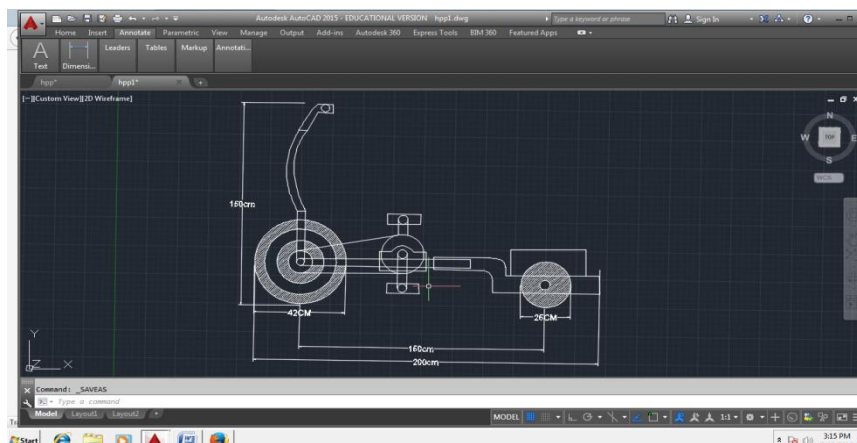 Autodesk AutoCAD 2015 - EDUCATIONAL VERSION hpp1.dwg
Type a keyword or phrase
Sign In
Home Insert Annotate Parametric View Manage Output Add-ins Autodesk 360 Express Tools BIM 360 Featured Apps
A
Text Dimensi... Leaders Tables Markup Annotati...
hpp* hpp1*
[−][Custom View][2D Wireframe]
N
W TOP E
S
WCS
150cm
42CM
26CM
160cm
200cm
Y
Z X
Command: _SAVEAS
Type a command
Model Layout1 Layout2 +
MODEL 1:1
Start 3:15 PM